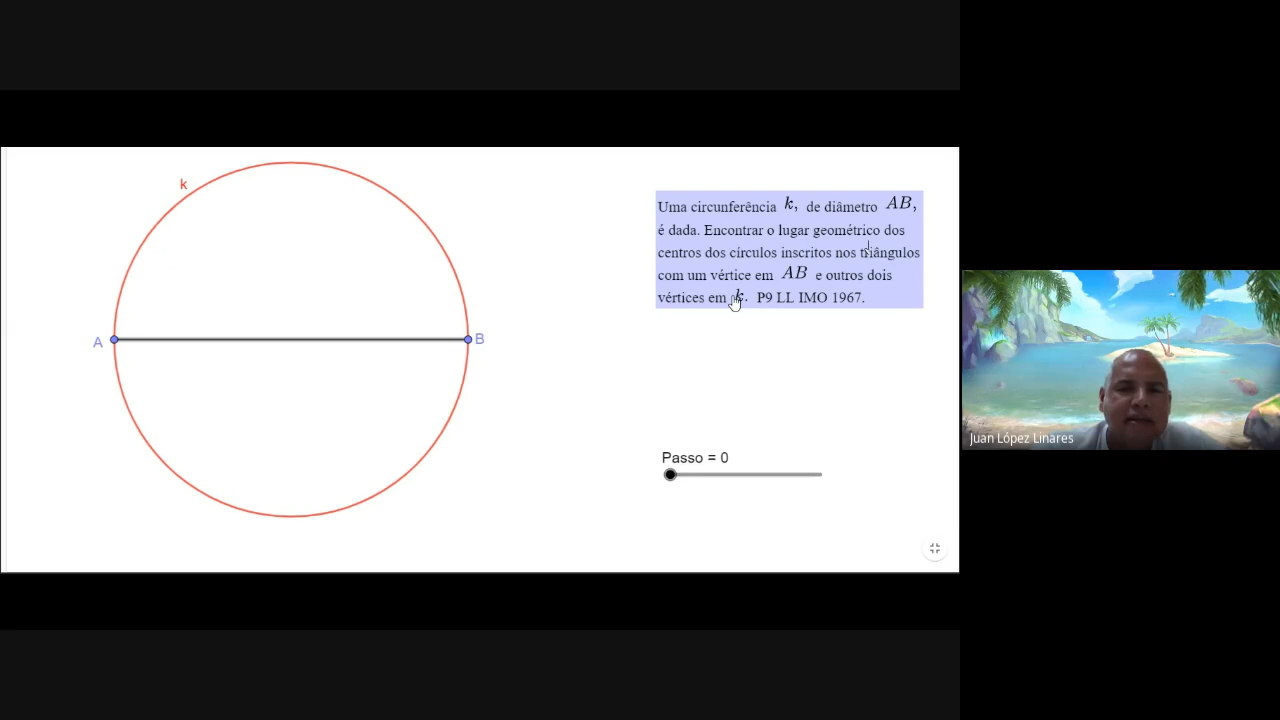 k
A
B
Uma circunferência k, de diâmetro AB,
é dada. Encontrar o lugar geométrico dos
centros dos círculos inscritos nos triângulos
com um vértice em AB e outros dois
vértices em k. P9 LL IMO 1967.
Passo = 0
Juan López Linares